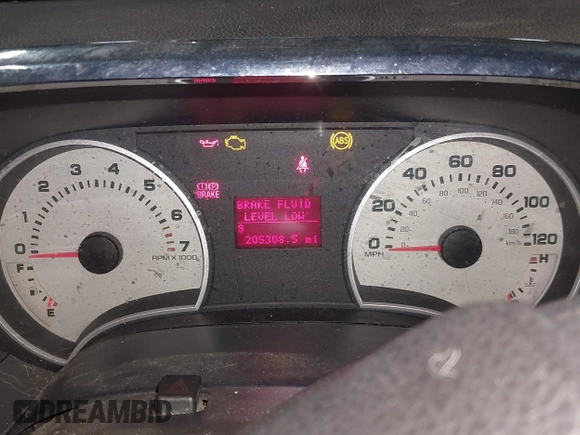 ABS
BRAKE
BRAKE FLUID
LEVEL LOW
205308.5 mi
0 1 2 3 4 5 6 7
RPM X 1000
F
E
0 20 40 60 80 100 120
MPH
km/h
H
DREAMBID